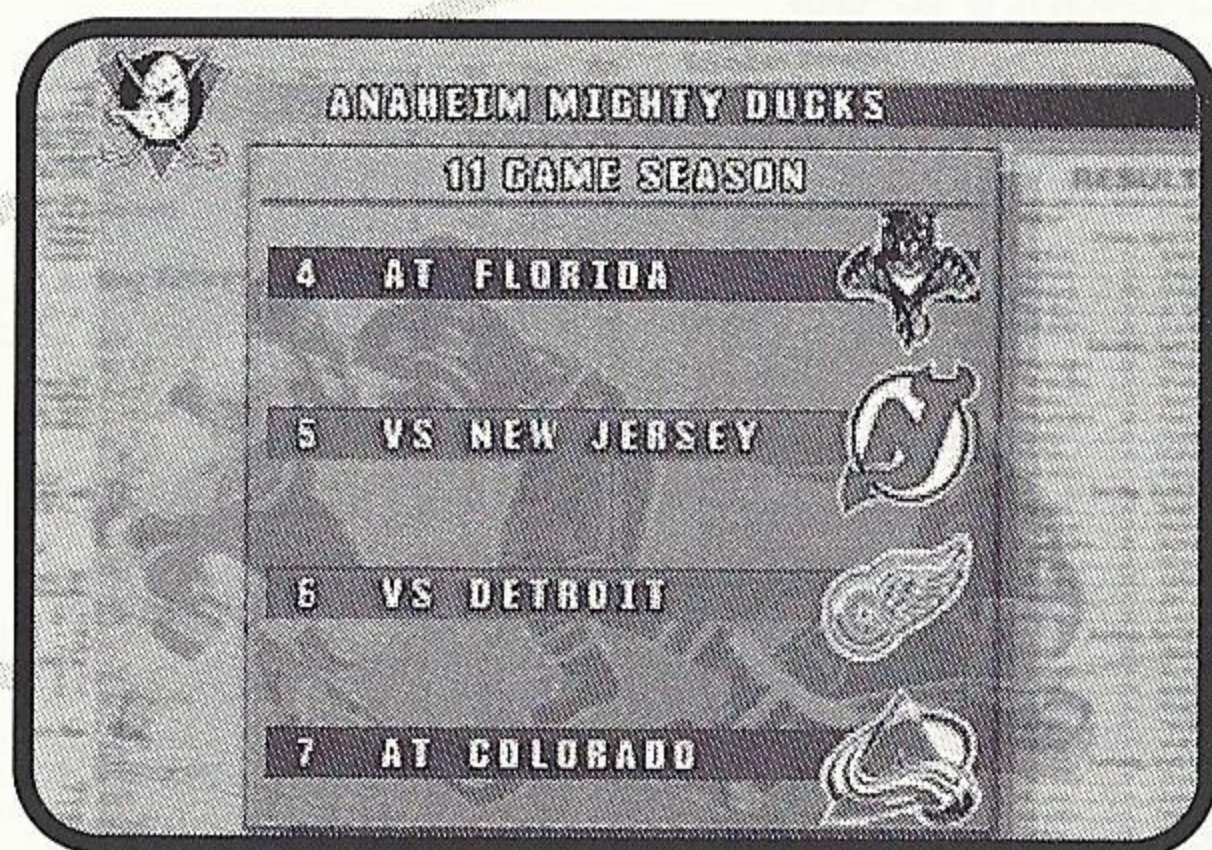 ANAHEIM MIGHTY DUCKS
11 GAME SEASON
RESULT
4 AT FLORIDA
5 VS NEW JERSEY
6 VS DETROIT
7 AT COLORADO